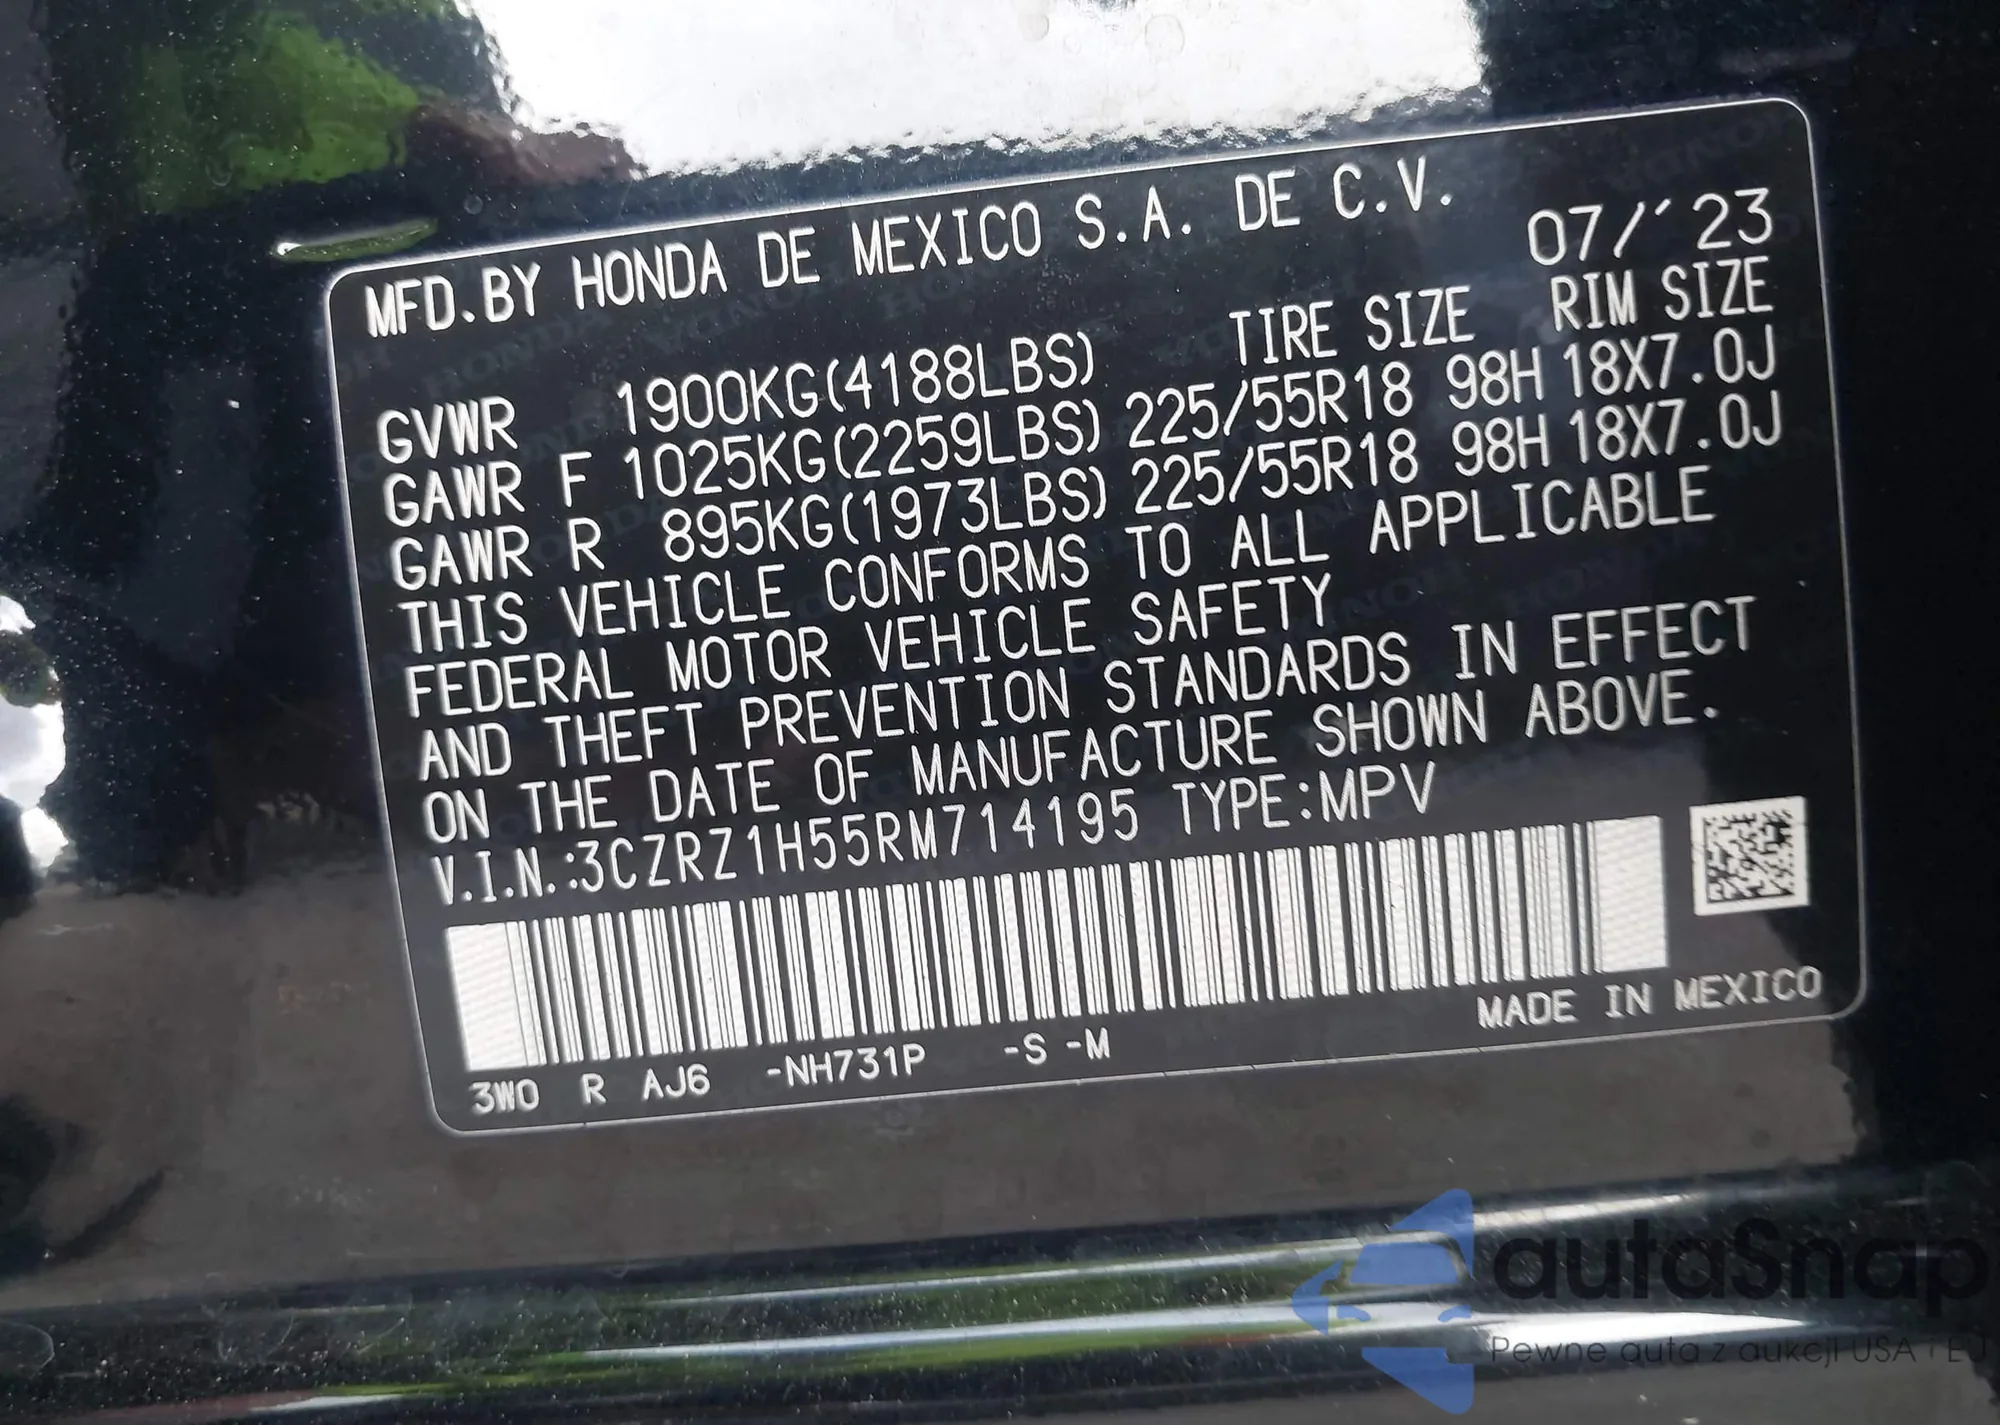 MFD.BY HONDA DE MEXICO S.A. DE C.V.
07/'23
TIRE SIZE RIM SIZE
GVWR 1900KG(4188LBS)
GAWR F 1025KG(2259LBS) 225/55R18 98H 18X7.0J
GAWR R 895KG(1973LBS) 225/55R18 98H 18X7.0J
THIS VEHICLE CONFORMS TO ALL APPLICABLE
FEDERAL MOTOR VEHICLE SAFETY
AND THEFT PREVENTION STANDARDS IN EFFECT
ON THE DATE OF MANUFACTURE SHOWN ABOVE.
V.I.N.:3CZRZ1H55RM714195 TYPE:MPV
MADE IN MEXICO
3WO R AJ6 -NH731P -S -M
autaSnap
Pewne auta z aukcji USA i EU